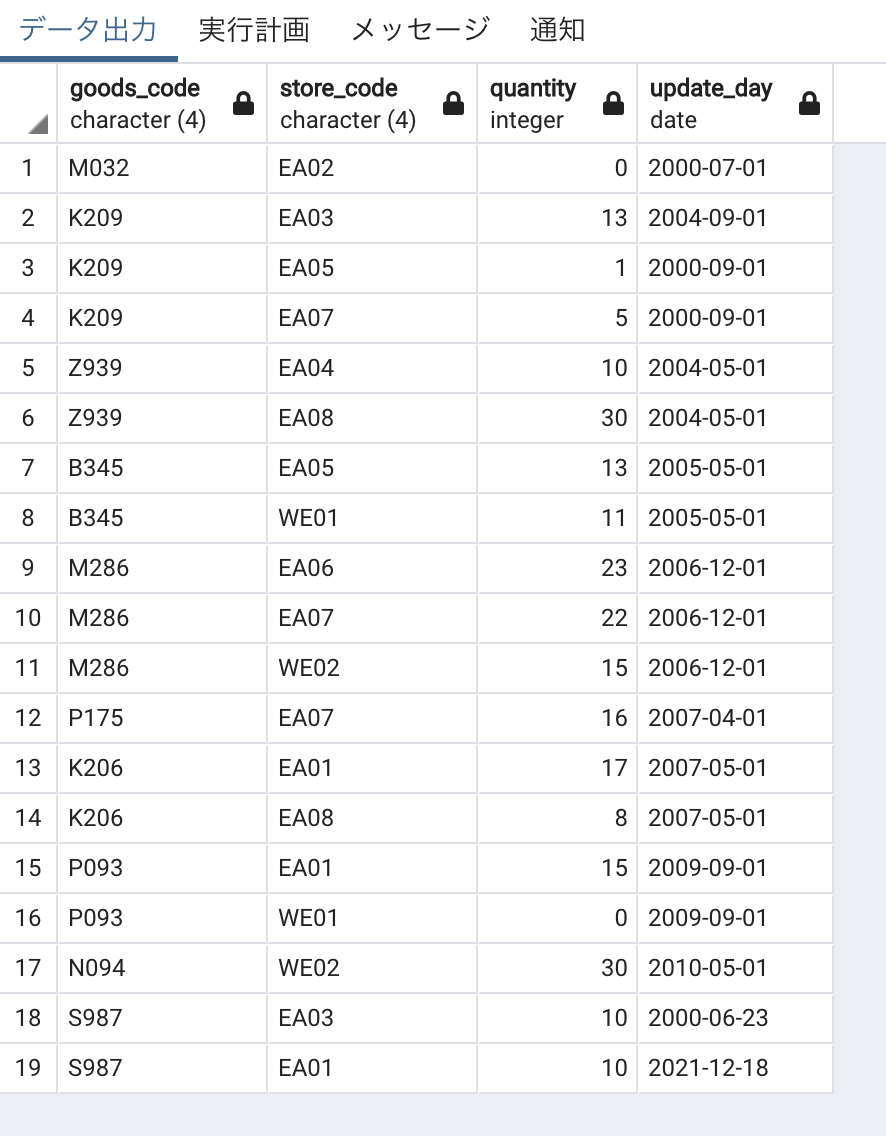 データ出力 実行計画 メッセージ 通知
goods_code store_code quantity update_day
character (4) character (4) integer date
1 M032 EA02 0 2000-07-01
2 K209 EA03 13 2004-09-01
3 K209 EA05 1 2000-09-01
4 K209 EA07 5 2000-09-01
5 Z939 EA04 10 2004-05-01
6 Z939 EA08 30 2004-05-01
7 B345 EA05 13 2005-05-01
8 B345 WE01 11 2005-05-01
9 M286 EA06 23 2006-12-01
10 M286 EA07 22 2006-12-01
11 M286 WE02 15 2006-12-01
12 P175 EA07 16 2007-04-01
13 K206 EA01 17 2007-05-01
14 K206 EA08 8 2007-05-01
15 P093 EA01 15 2009-09-01
16 P093 WE01 0 2009-09-01
17 N094 WE02 30 2010-05-01
18 S987 EA03 10 2000-06-23
19 S987 EA01 10 2021-12-18